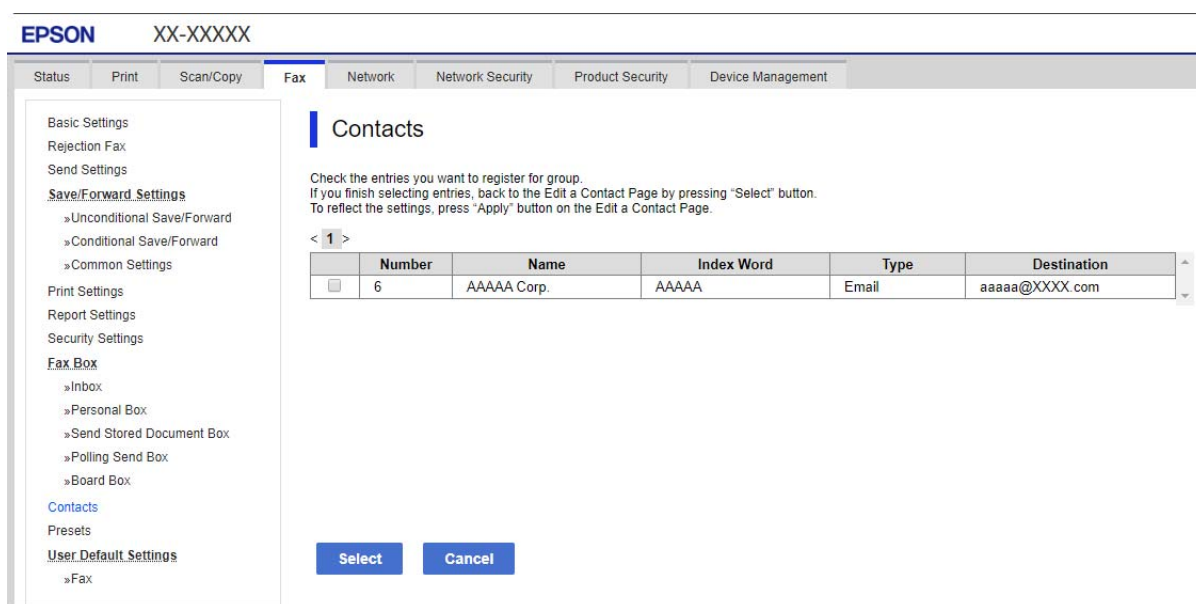 EPSON XX-XXXXX
Status Print Scan/Copy Fax Network Network Security Product Security Device Management
Basic Settings
Rejection Fax
Send Settings
Save/Forward Settings
»Unconditional Save/Forward
»Conditional Save/Forward
»Common Settings
Print Settings
Report Settings
Security Settings
Fax Box
»Inbox
»Personal Box
»Send Stored Document Box
»Polling Send Box
»Board Box
Contacts
Presets
User Default Settings
»Fax
Contacts
Check the entries you want to register for group.
If you finish selecting entries, back to the Edit a Contact Page by pressing “Select” button.
To reflect the settings, press “Apply” button on the Edit a Contact Page.
< 1 >
Number Name Index Word Type Destination
6 AAAAA Corp. AAAAA Email aaaaa@XXXX.com
Select Cancel